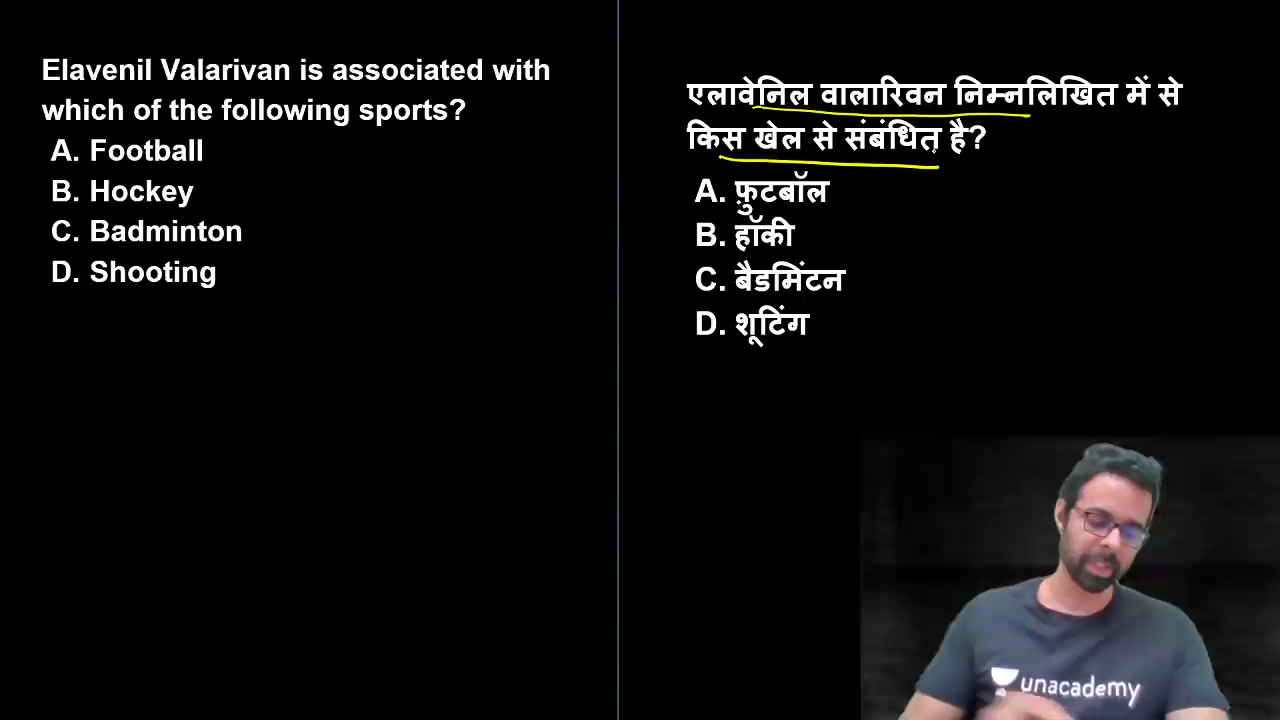 Elavenil Valarivan is associated with
which of the following sports?
A. Football
B. Hockey
C. Badminton
D. Shooting
एलावेनिल वालारिवन निम्नलिखित में से
किस खेल से संबंधित है?
A. फ़ुटबॉल
B. हॉकी
C. बैडमिंटन
D. शूटिंग
unacademy